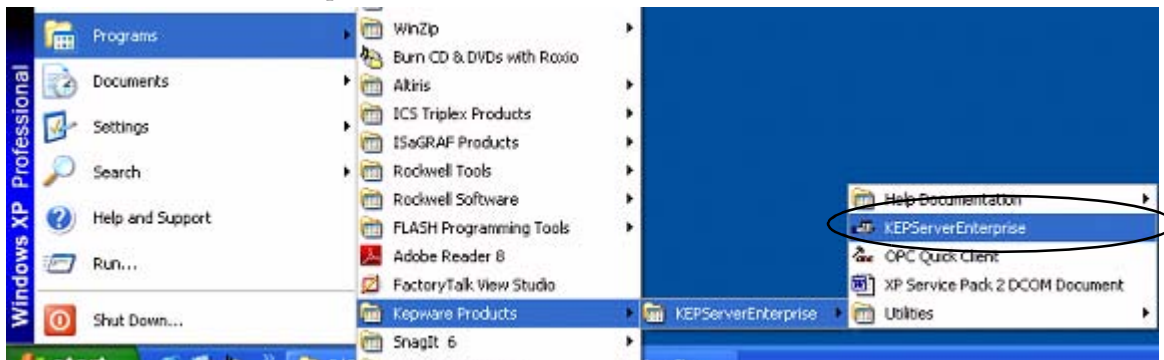 Windows XP Professional
Programs
Documents
Settings
Search
Help and Support
Run...
Shut Down...
WinZip
Burn CD & DVDs with Roxio
Altiris
ICS Triplex Products
ISaGRAF Products
Rockwell Tools
Rockwell Software
FLASH Programming Tools
Adobe Reader 8
FactoryTalk View Studio
Kepware Products
SnagIt 6
KEPServerEnterprise
Help Documentation
KEPServerEnterprise
OPC Quick Client
XP Service Pack 2 DCOM Document
Utilities